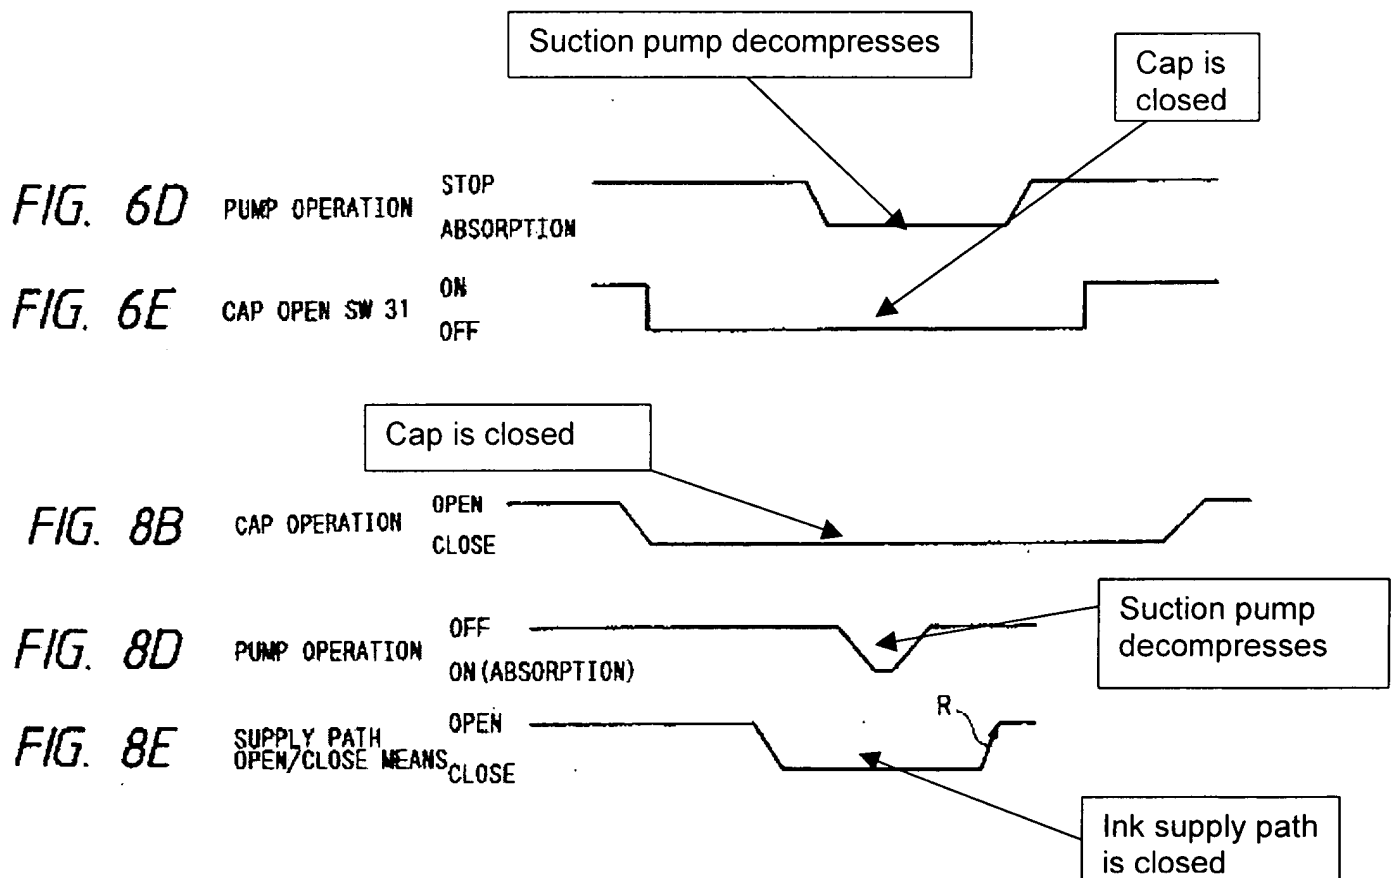 Suction pump decompresses
Cap is
closed
FIG. 6D PUMP OPERATION STOP
ABSORPTION
FIG. 6E CAP OPEN SW 31 ON
OFF
Cap is closed
FIG. 8B CAP OPERATION OPEN
CLOSE
Suction pump
decompresses
FIG. 8D PUMP OPERATION OFF
ON (ABSORPTION)
R
FIG. 8E SUPPLY PATH
OPEN/CLOSE MEANS
OPEN
CLOSE
Ink supply path
is closed